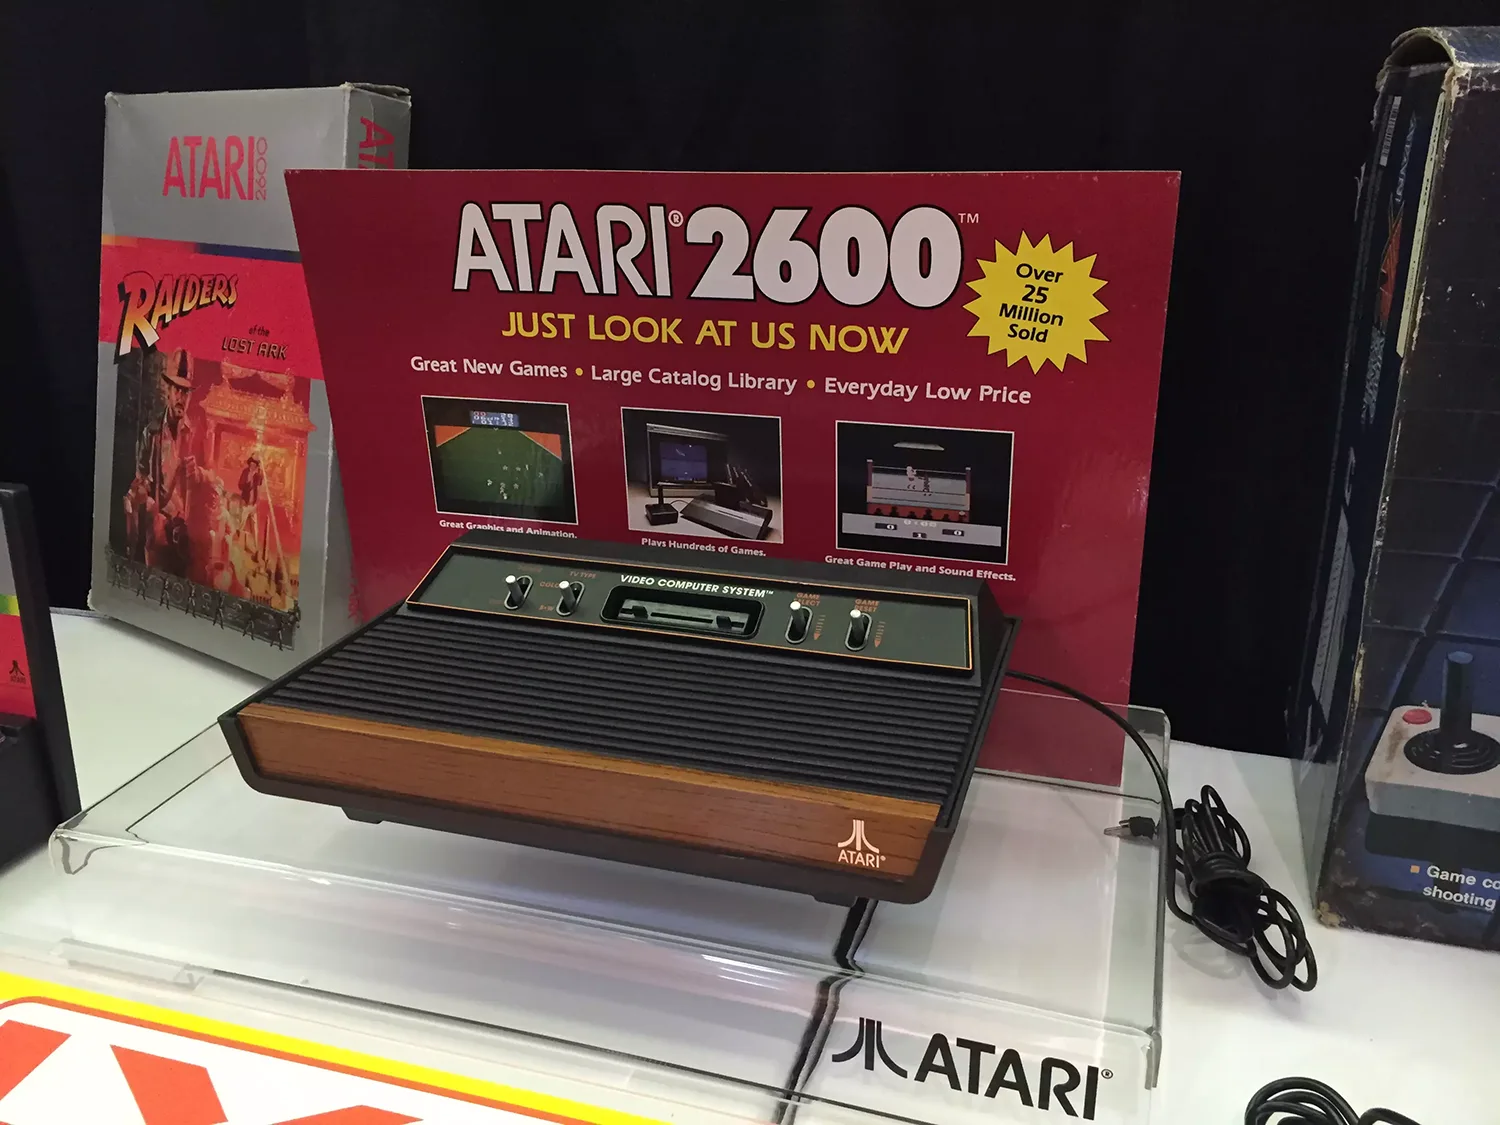 ATARI 2600
ATARI
RAIDERS
of the
LOST ARK
ATARI® 2600™
JUST LOOK AT US NOW
Over
25
Million
Sold
Great New Games • Large Catalog Library • Everyday Low Price
Great Graphics and Animation.
Plays Hundreds of Games.
Great Game Play and Sound Effects.
TV TYPE
B-W
VIDEO COMPUTER SYSTEM™
GAME
SELECT
GAME
RESET
ATARI®
ATARI®
▪ Game
shooting